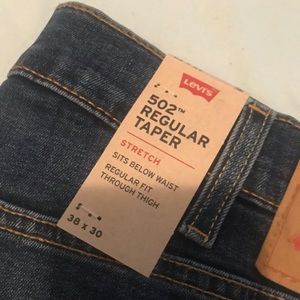 Levi's
502™
REGULAR
TAPER
STRETCH
SITS BELOW WAIST
REGULAR FIT
THROUGH THIGH
38 x 30